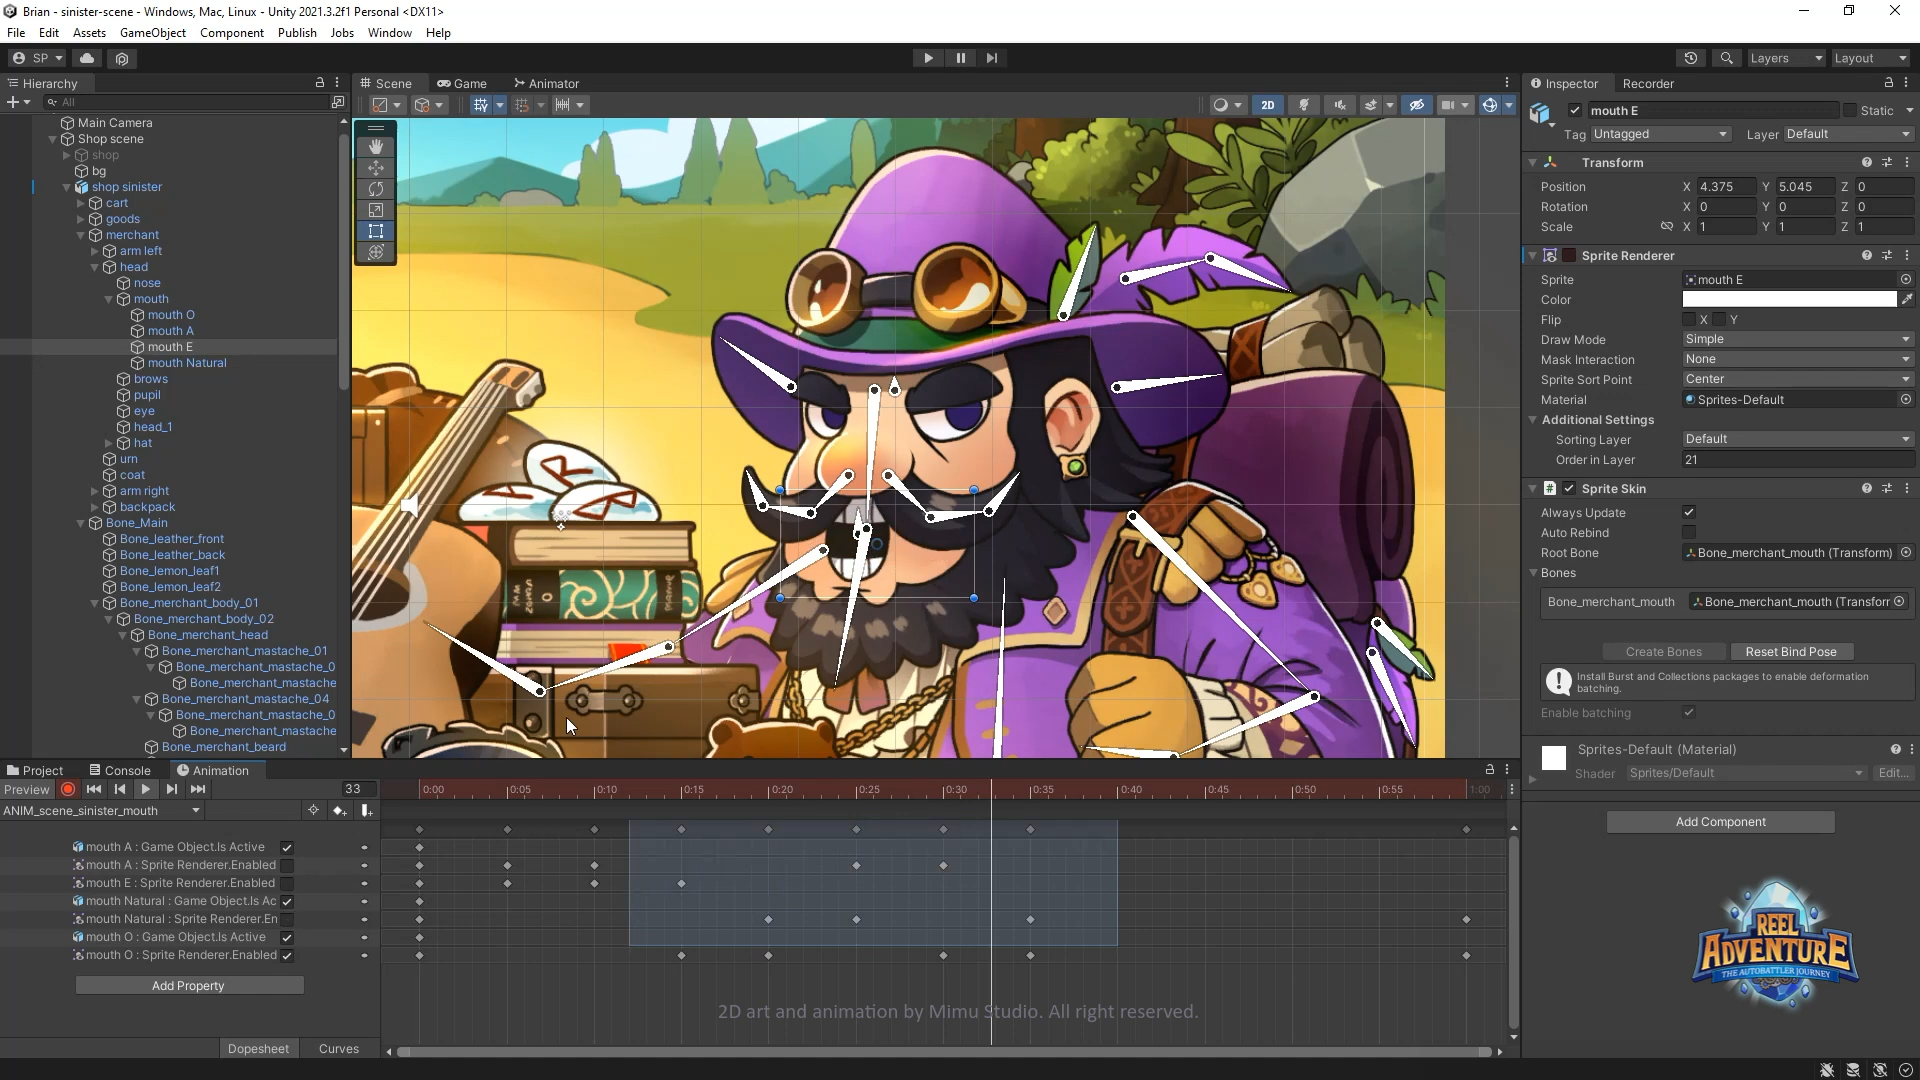 Brian - sinister-scene - Windows, Mac, Linux - Unity 2021.3.2f1 Personal <DX11>
File Edit Assets GameObject Component Publish Jobs Window Help
SP Layers Layout
Hierarchy
All
Main Camera
Shop scene
shop
bg
shop sinister
cart
goods
merchant
arm left
head
nose
mouth
mouth O
mouth A
mouth E
mouth Natural
brows
pupil
eye
head_1
hat
urn
coat
arm right
backpack
Bone_Main
Bone_leather_front
Bone_leather_back
Bone_lemon_leaf1
Bone_lemon_leaf2
Bone_merchant_body_01
Bone_merchant_body_02
Bone_merchant_head
Bone_merchant_mastache_01
Bone_merchant_mastache_0
Bone_merchant_mastache
Bone_merchant_mastache_04
Bone_merchant_mastache_0
Bone_merchant_mastache
Bone_merchant_beard
Scene Game Animator
2D
Inspector Recorder
mouth E Static
Tag Untagged Layer Default
Transform
Position X 4.375 Y 5.045 Z 0
Rotation X 0 Y 0 Z 0
Scale X 1 Y 1 Z 1
Sprite Renderer
Sprite mouth E
Color
Flip X Y
Draw Mode Simple
Mask Interaction None
Sprite Sort Point Center
Material Sprites-Default
Additional Settings
Sorting Layer Default
Order in Layer 21
Sprite Skin
Always Update
Auto Rebind
Root Bone Bone_merchant_mouth (Transform)
Bones
Bone_merchant_mouth Bone_merchant_mouth (Transforr
Create Bones Reset Bind Pose
Install Burst and Collections packages to enable deformation
batching.
Enable batching
Sprites-Default (Material)
Shader Sprites/Default Edit...
Add Component
REEL
ADVENTURE
THE AUTOBATTLER JOURNEY
Project Console Animation
Preview 33
0:00 0:05 0:10 0:15 0:20 0:25 0:30 0:35 0:40 0:45 0:50 0:55 1:00
ANIM_scene_sinister_mouth
mouth A : Game Object.Is Active
mouth A : Sprite Renderer.Enabled
mouth E : Sprite Renderer.Enabled
mouth Natural : Game Object.Is Ac
mouth Natural : Sprite Renderer.En
mouth O : Game Object.Is Active
mouth O : Sprite Renderer.Enabled
Add Property
2D art and animation by Mimu Studio. All right reserved.
Dopesheet Curves